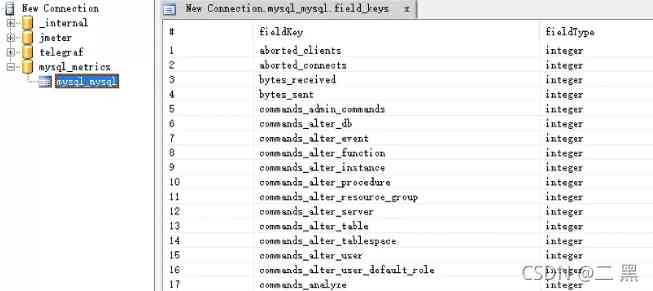 New Connection
_internal
jmeter
telegraf
mysql_metrics
mysql_mysql
New Connection.mysql_mysql.field_keys x
# fieldKey fieldType
1 aborted_clients integer
2 aborted_connects integer
3 bytes_received integer
4 bytes_sent integer
5 commands_admin_commands integer
6 commands_alter_db integer
7 commands_alter_event integer
8 commands_alter_function integer
9 commands_alter_instance integer
10 commands_alter_procedure integer
11 commands_alter_resource_group integer
12 commands_alter_server integer
13 commands_alter_table integer
14 commands_alter_tablespace integer
15 commands_alter_user integer
16 commands_alter_user_default_role integer
17 commands_analyze integer
CSDN @二 黑